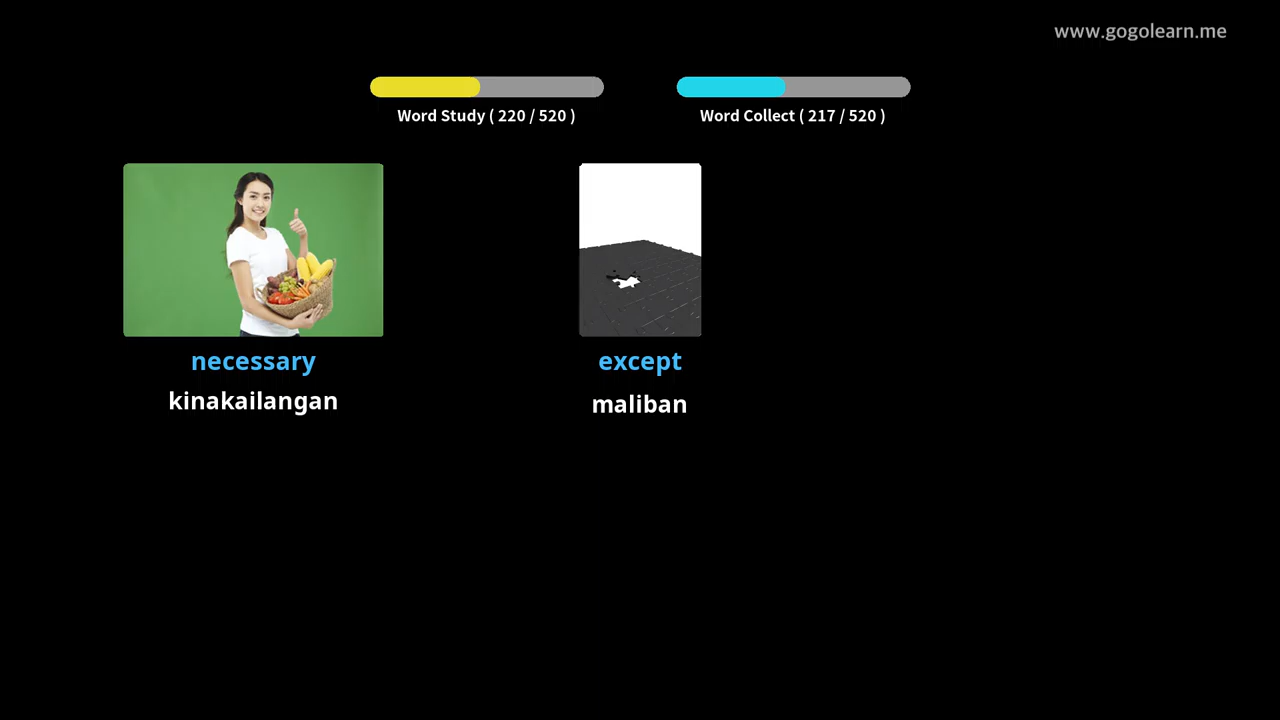 www.gogolearn.me
Word Study ( 220 / 520 )
Word Collect ( 217 / 520 )
necessary
kinakailangan
except
maliban